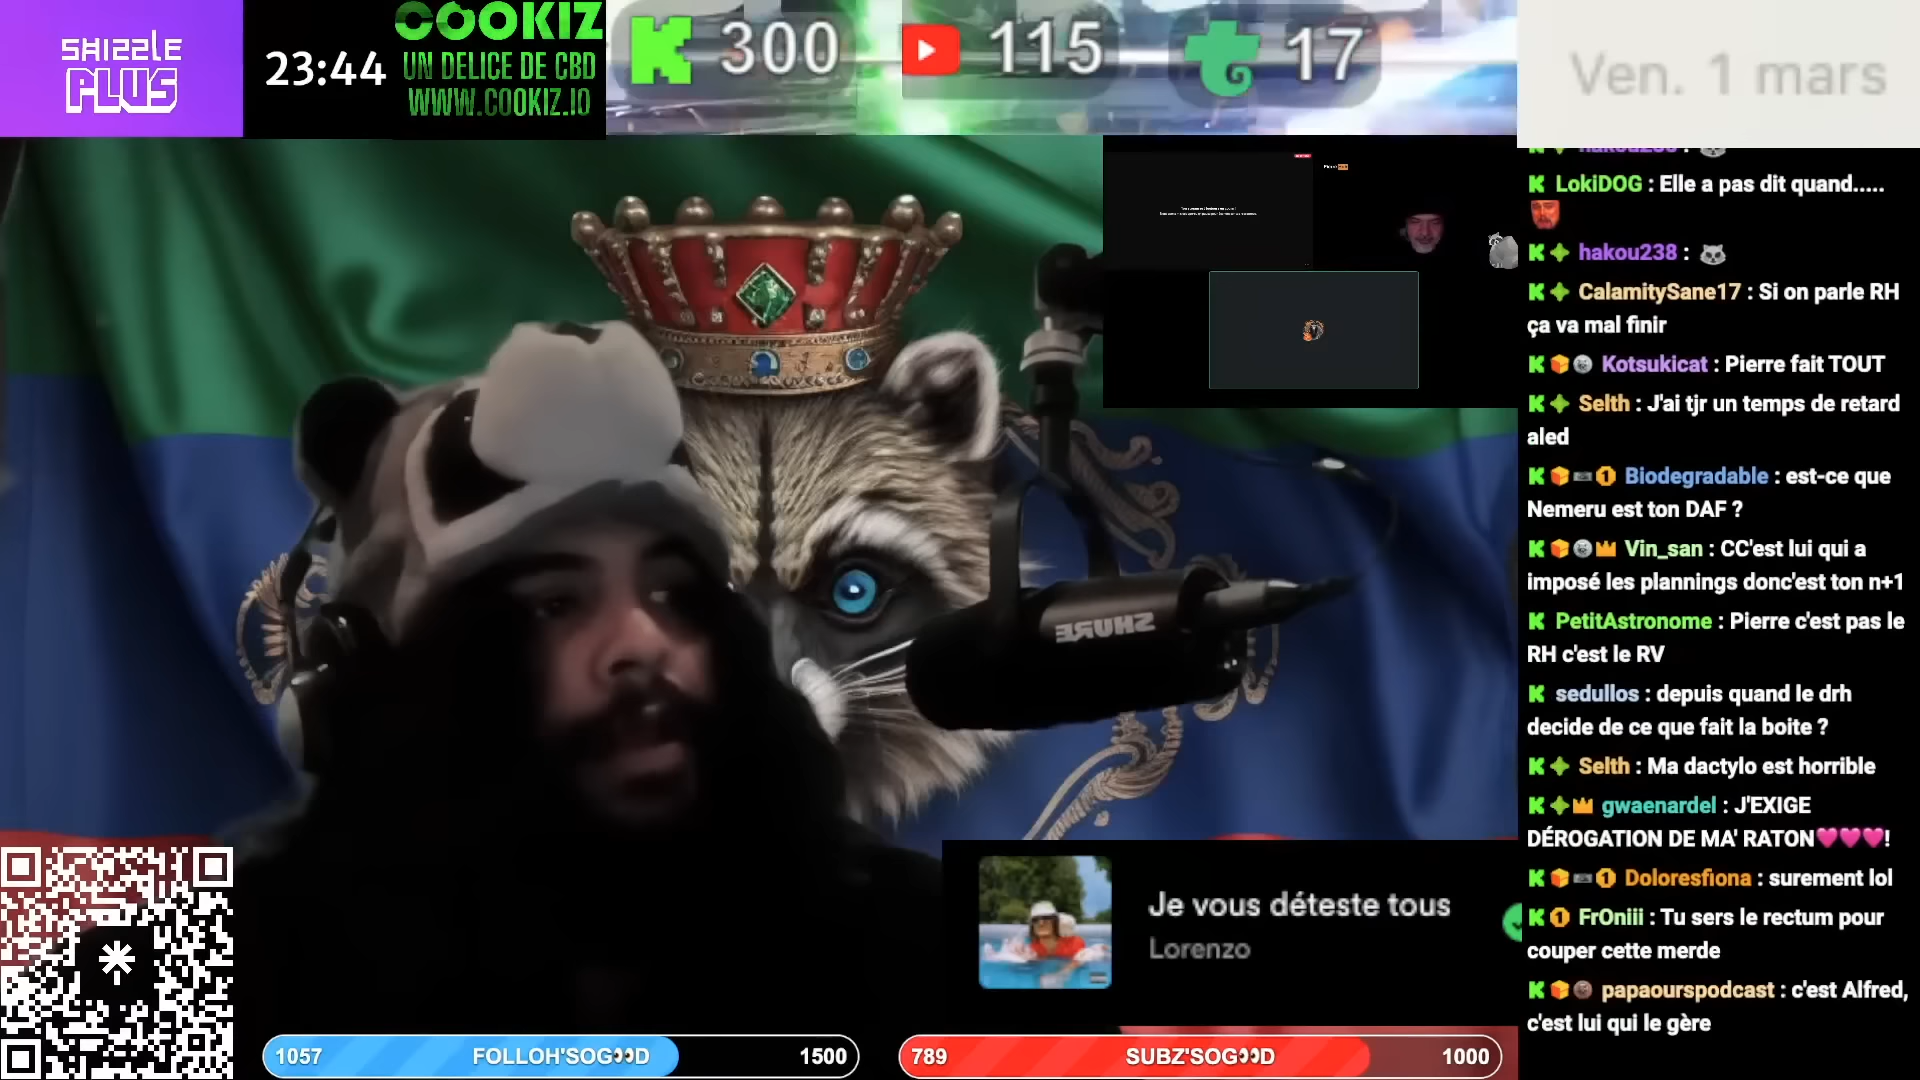 SHIZZLE
PLUS
23:44
COOKIZ
UN DELICE DE CBD
WWW.COOKIZ.IO
300
115
17
Ven. 1 mars
hakou238 :
LokiDOG : Elle a pas dit quand.....
hakou238 :
CalamitySane17 : Si on parle RH
ça va mal finir
Kotsukicat : Pierre fait TOUT
Selth : J'ai tjr un temps de retard
aled
Biodegradable : est-ce que
Nemeru est ton DAF ?
Vin_san : CC'est lui qui a
imposé les plannings donc'est ton n+1
PetitAstronome : Pierre c'est pas le
RH c'est le RV
sedullos : depuis quand le drh
decide de ce que fait la boite ?
Selth : Ma dactylo est horrible
gwaenardel : J'EXIGE
DÉROGATION DE MA' RATON💗💗💗!
Doloresfiona : surement lol
FrOniii : Tu sers le rectum pour
couper cette merde
papaourspodcast : c'est Alfred,
c'est lui qui le gère
SHURE
Je vous déteste tous
Lorenzo
1057 FOLLOH'SOG👀D 1500
789 SUBZ'SOG👀D 1000